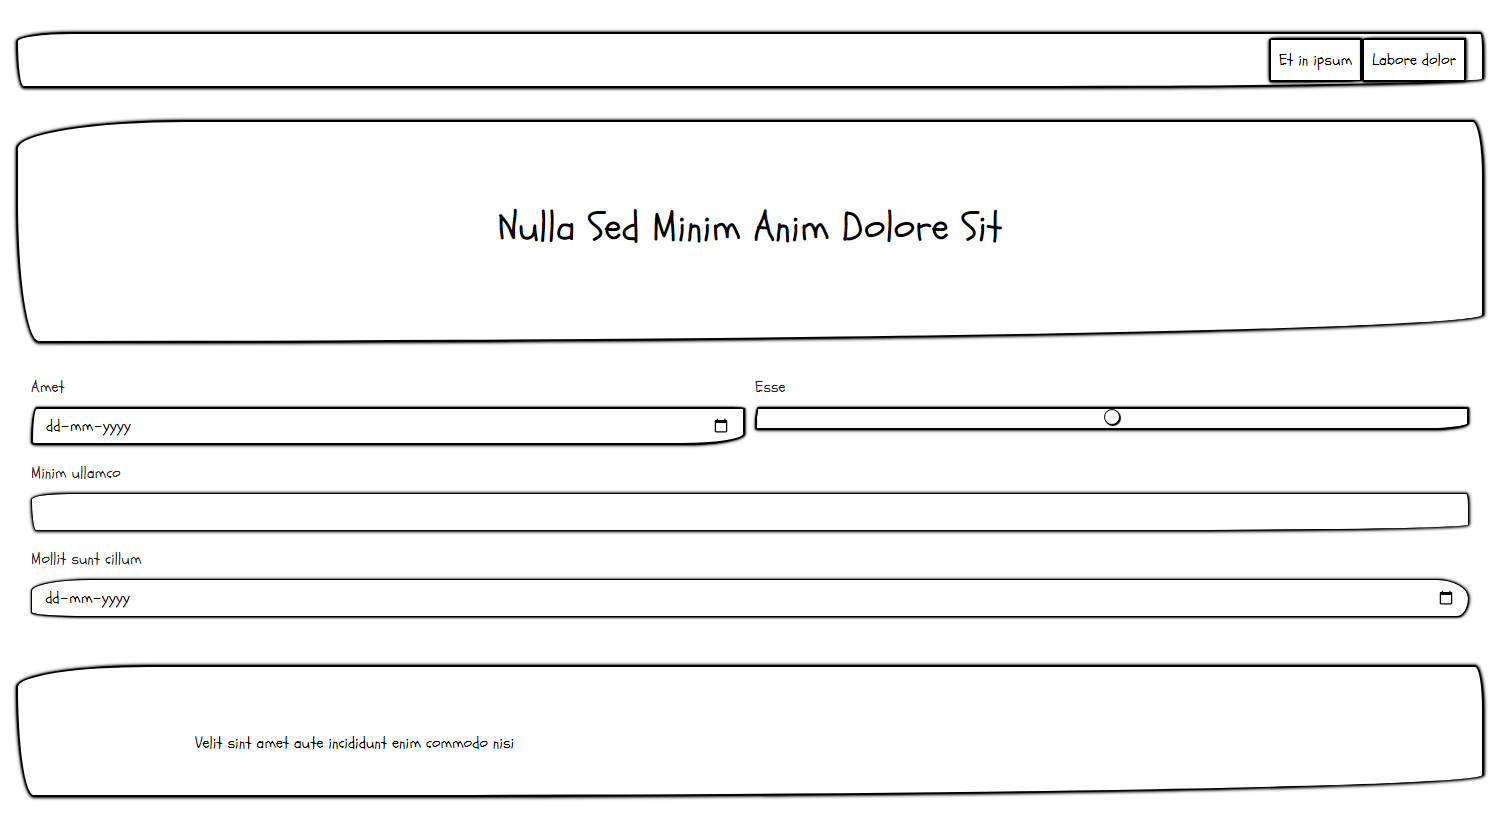 Et in ipsum
Labore dolor
Nulla Sed Minim Anim Dolore Sit
Amet
Esse
dd-mm-yyyy
Minim ullamco
Mollit sunt cillum
dd-mm-yyyy
Velit sint amet aute incididunt enim commodo nisi